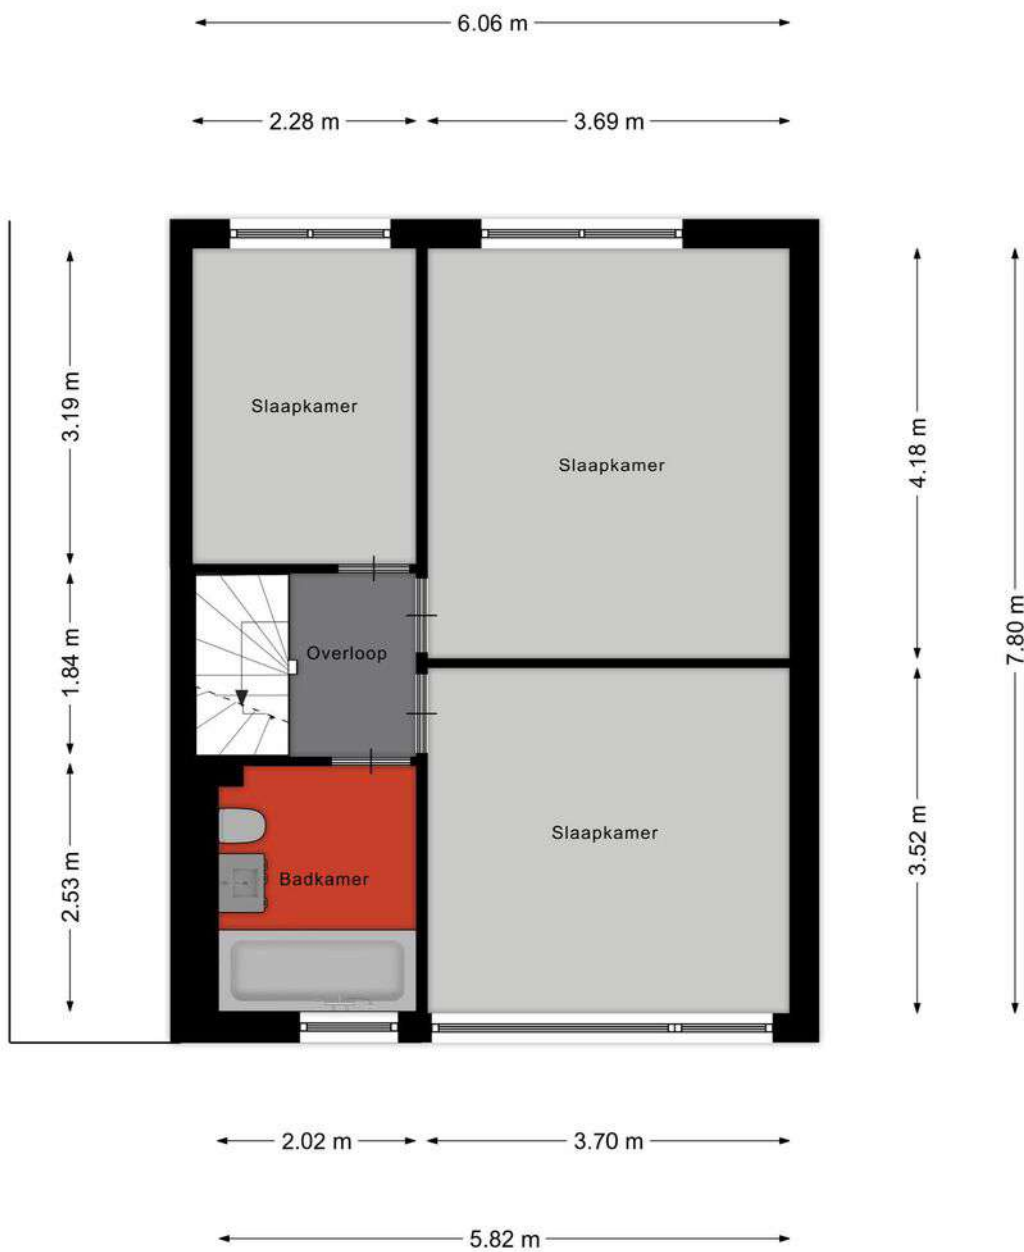 6.06 m
2.28 m
3.69 m
3.19 m
4.18 m
Slaapkamer
Slaapkamer
7.80 m
1.84 m
Overloop
Slaapkamer
3.52 m
2.53 m
Badkamer
2.02 m
3.70 m
5.82 m